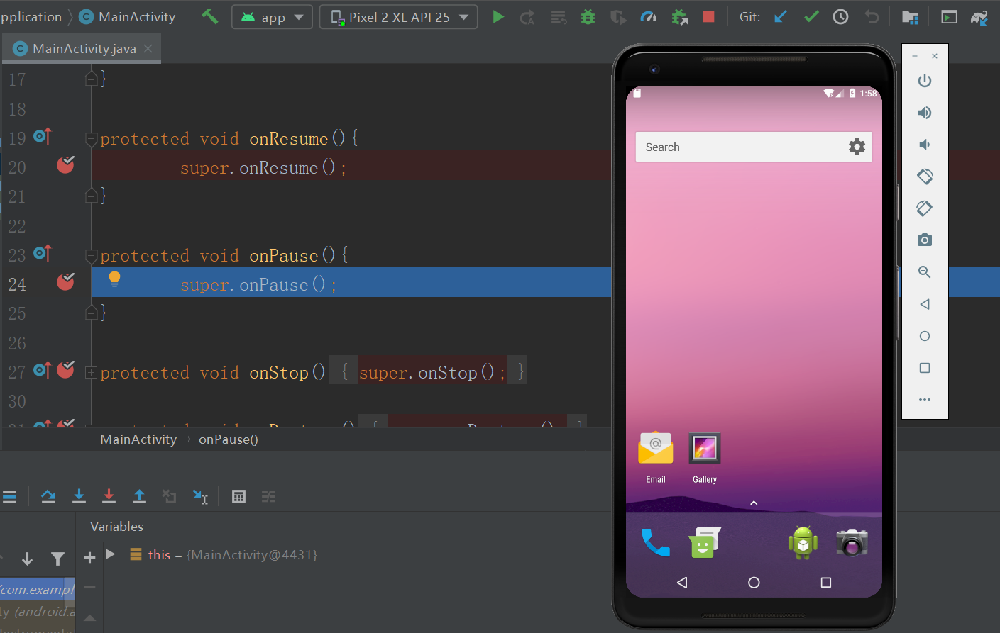 pplication MainActivity app Pixel 2 XL API 25 Git:
MainActivity.java
17 }
18
19 protected void onResume(){
20 super.onResume();
21 }
22
23 protected void onPause(){
24 super.onPause();
25 }
26
27 protected void onStop() { super.onStop(); }
30
MainActivity › onPause()
Variables
this = {MainActivity@4431}
(com.exampl
ty (android.a
1:58
Search
Email Gallery